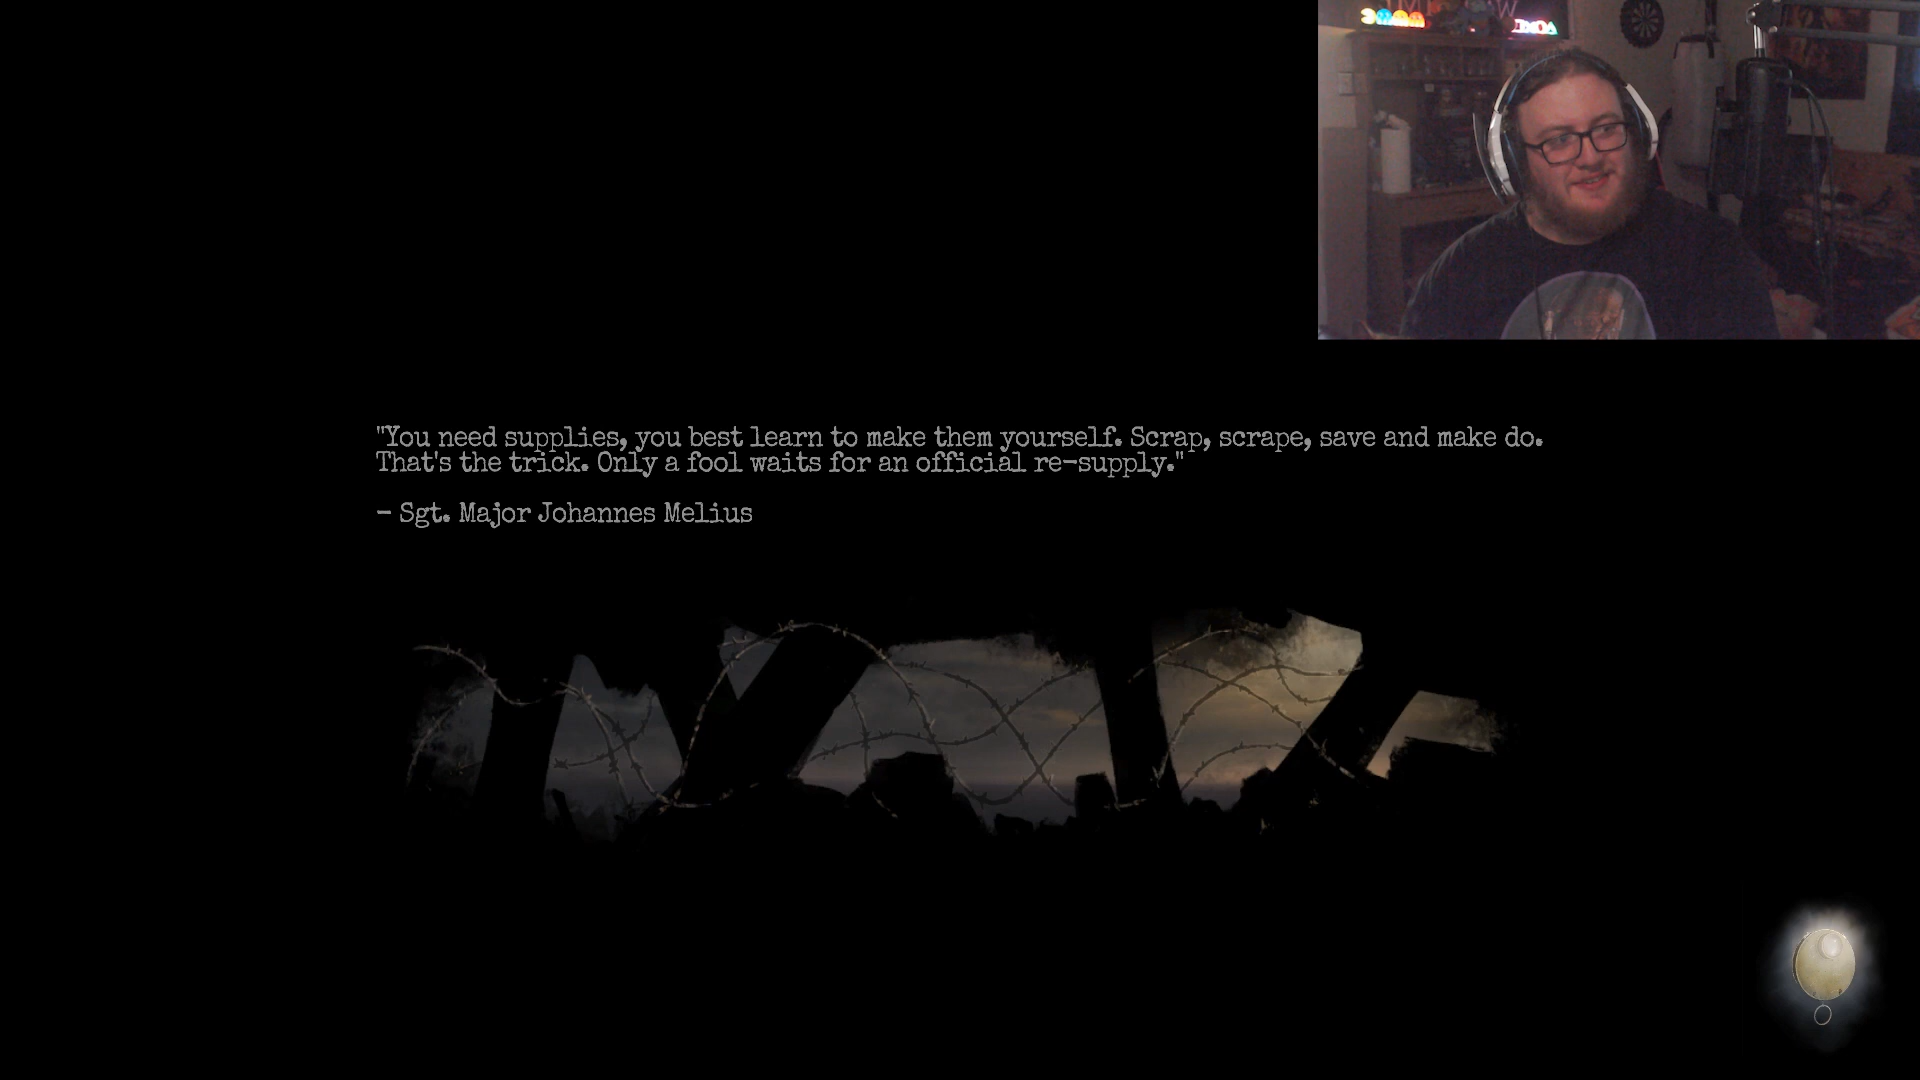 "You need supplies, you best learn to make them yourself. Scrap, scrape, save and make do.
That's the trick. Only a fool waits for an official re-supply."
- Sgt. Major Johannes Melius